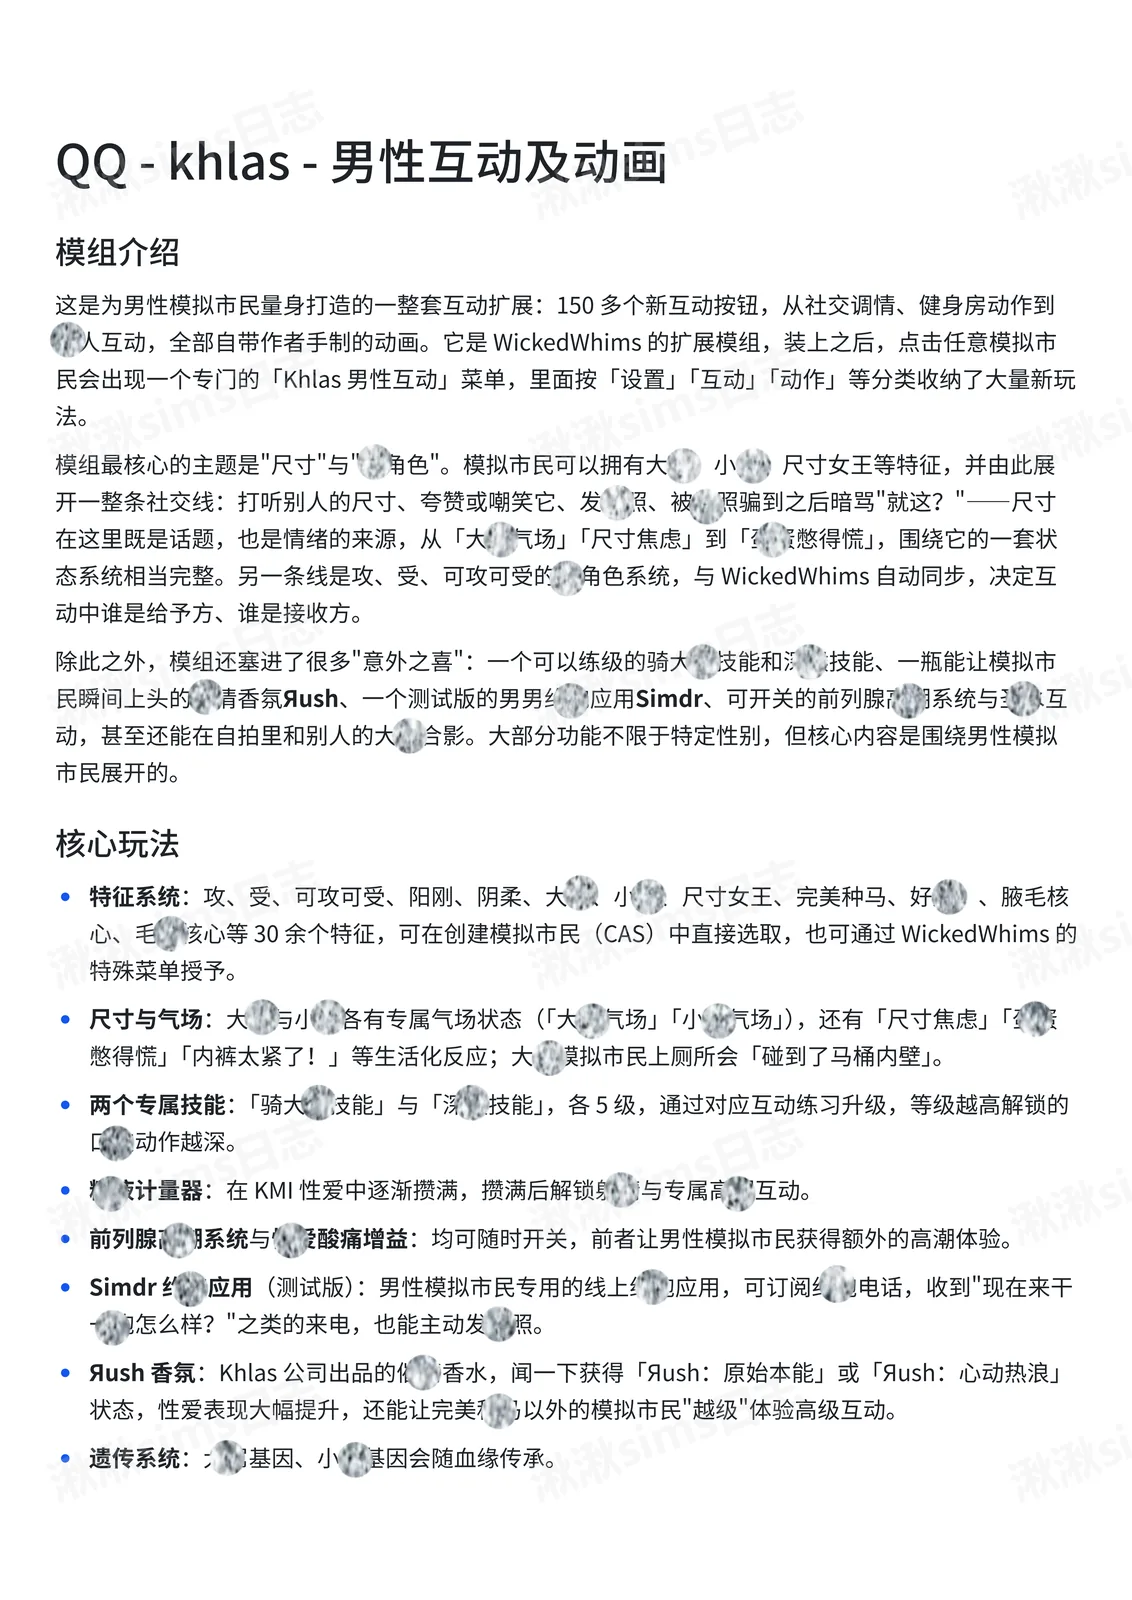 QQ - khlas - 男性互动及动画
模组介绍
这是为男性模拟市民量身打造的一整套互动扩展：150 多个新互动按钮，从社交调情、健身房动作到
人互动，全部自带作者手制的动画。它是 WickedWhims 的扩展模组，装上之后，点击任意模拟市
民会出现一个专门的「Khlas 男性互动」菜单，里面按「设置」「互动」「动作」等分类收纳了大量新玩
法。
模组最核心的主题是"尺寸"与"角色"。模拟市民可以拥有大 小 尺寸女王等特征，并由此展
开一整条社交线：打听别人的尺寸、夸赞或嘲笑它、发照、被照骗到之后暗骂"就这？"——尺寸
在这里既是话题，也是情绪的来源，从「大气场」「尺寸焦虑」到「憋得慌」，围绕它的一套状
态系统相当完整。另一条线是攻、受、可攻可受的角色系统，与 WickedWhims 自动同步，决定互
动中谁是给予方、谁是接收方。
除此之外，模组还塞进了很多"意外之喜"：一个可以练级的骑大技能和深技能、一瓶能让模拟市
民瞬间上头的情香氛Яush、一个测试版的男男应用Simdr、可开关的前列腺系统与互
动，甚至还能在自拍里和别人的大合影。大部分功能不限于特定性别，但核心内容是围绕男性模拟
市民展开的。
核心玩法
特征系统：攻、受、可攻可受、阳刚、阴柔、大 小 尺寸女王、完美种马、好 、腋毛核
心、毛核心等 30 余个特征，可在创建模拟市民（CAS）中直接选取，也可通过 WickedWhims 的
特殊菜单授予。
尺寸与气场：大与小各有专属气场状态（「大气场」「小气场」），还有「尺寸焦虑」「
憋得慌」「内裤太紧了！」等生活化反应；大模拟市民上厕所会「碰到了马桶内壁」。
两个专属技能：「骑大技能」与「深技能」，各 5 级，通过对应互动练习升级，等级越高解锁的
口动作越深。
液计量器：在 KMI 性爱中逐渐攒满，攒满后解锁与专属高互动。
前列腺系统与酸痛增益：均可随时开关，前者让男性模拟市民获得额外的高潮体验。
Simdr 应用（测试版）：男性模拟市民专用的线上应用，可订阅电话，收到"现在来干
一怎么样？"之类的来电，也能主动发照。
Яush 香氛：Khlas 公司出品的香水，闻一下获得「Яush：原始本能」或「Яush：心动热浪」
状态，性爱表现大幅提升，还能让完美以外的模拟市民"越级"体验高级互动。
遗传系统：基因、小基因会随血缘传承。